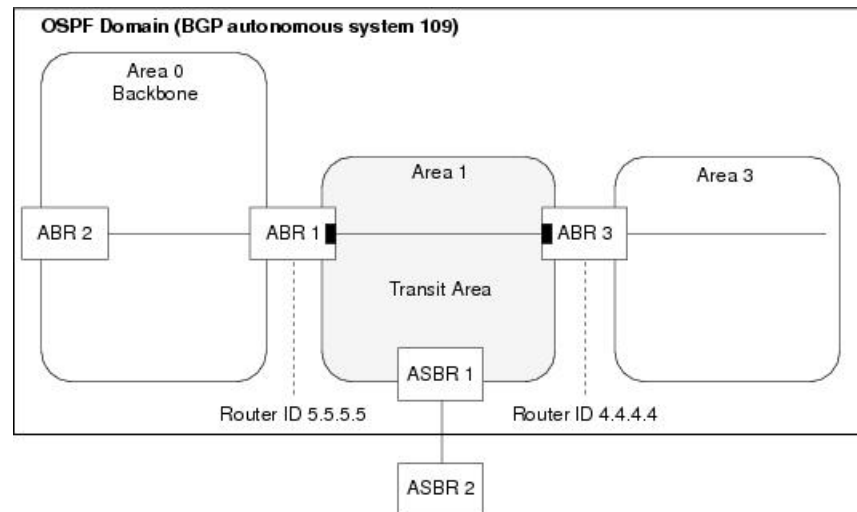 OSPF Domain (BGP autonomous system 109)
Area 0
Backbone
Area 1
Area 3
ABR 2
ABR 1
ABR 3
Transit Area
ASBR 1
Router ID 5.5.5.5
Router ID 4.4.4.4
ASBR 2